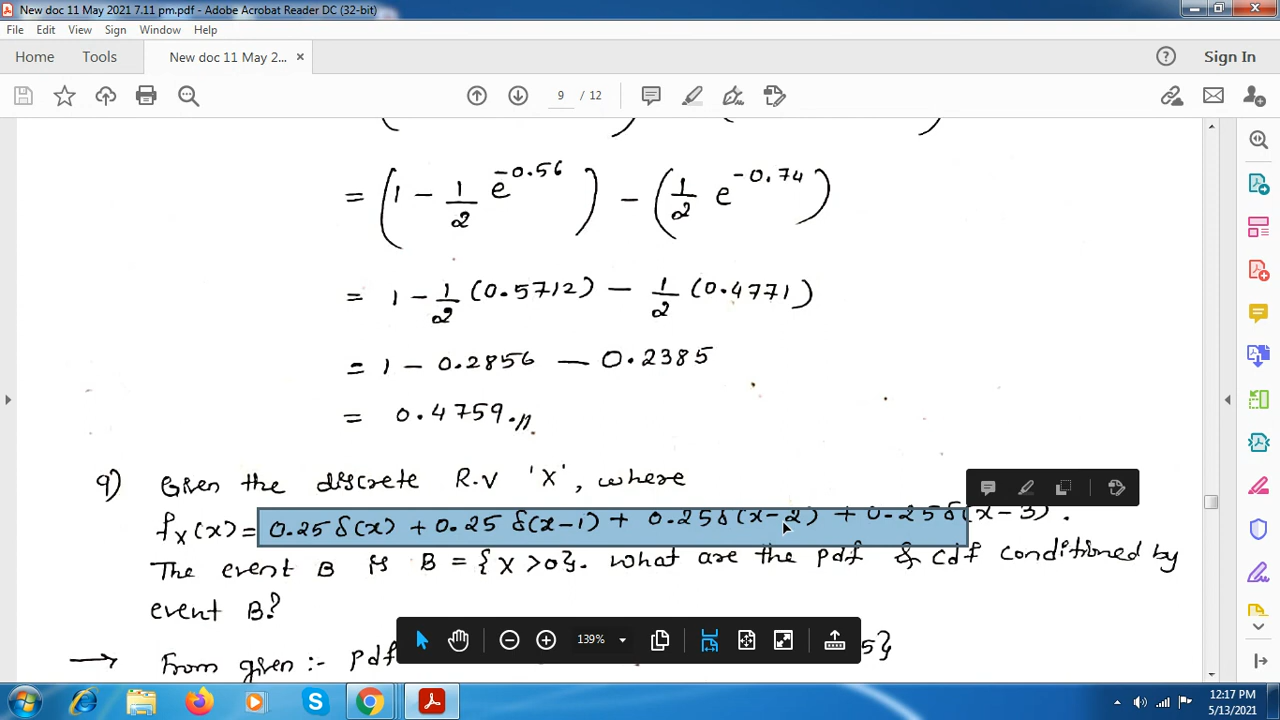 New doc 11 May 2021 7.11 pm.pdf - Adobe Acrobat Reader DC (32-bit)
File Edit View Sign Window Help
Home Tools New doc 11 May 2... × Sign In
9 / 12
= (1 - 1/2 e^-0.56) - (1/2 e^-0.74)
= 1 - 1/2 (0.5712) - 1/2 (0.4771)
= 1 - 0.2856 - 0.2385
= 0.4759.//
9) Given the discrete R.V 'X', where
fX(x) = 0.25 δ(x) + 0.25 δ(x-1) + 0.25δ(x-2) + 0.25δ(x-3).
The event B is B = {X >0}. What are the pdf & cdf conditioned by
event B?
→ From given :- pdf 5}
139%
12:17 PM
5/13/2021